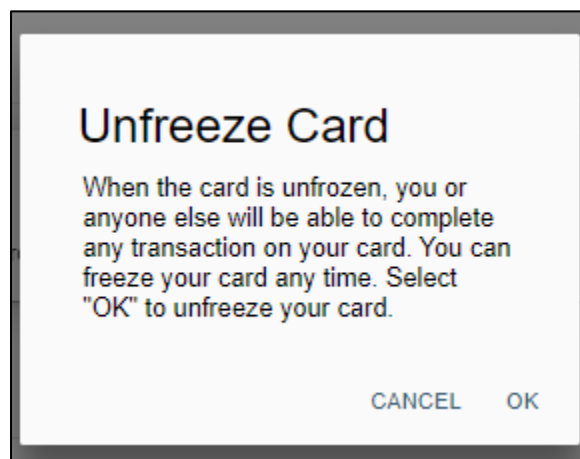 Unfreeze Card
When the card is unfrozen, you or
anyone else will be able to complete
any transaction on your card. You can
freeze your card any time. Select
"OK" to unfreeze your card.
CANCEL OK